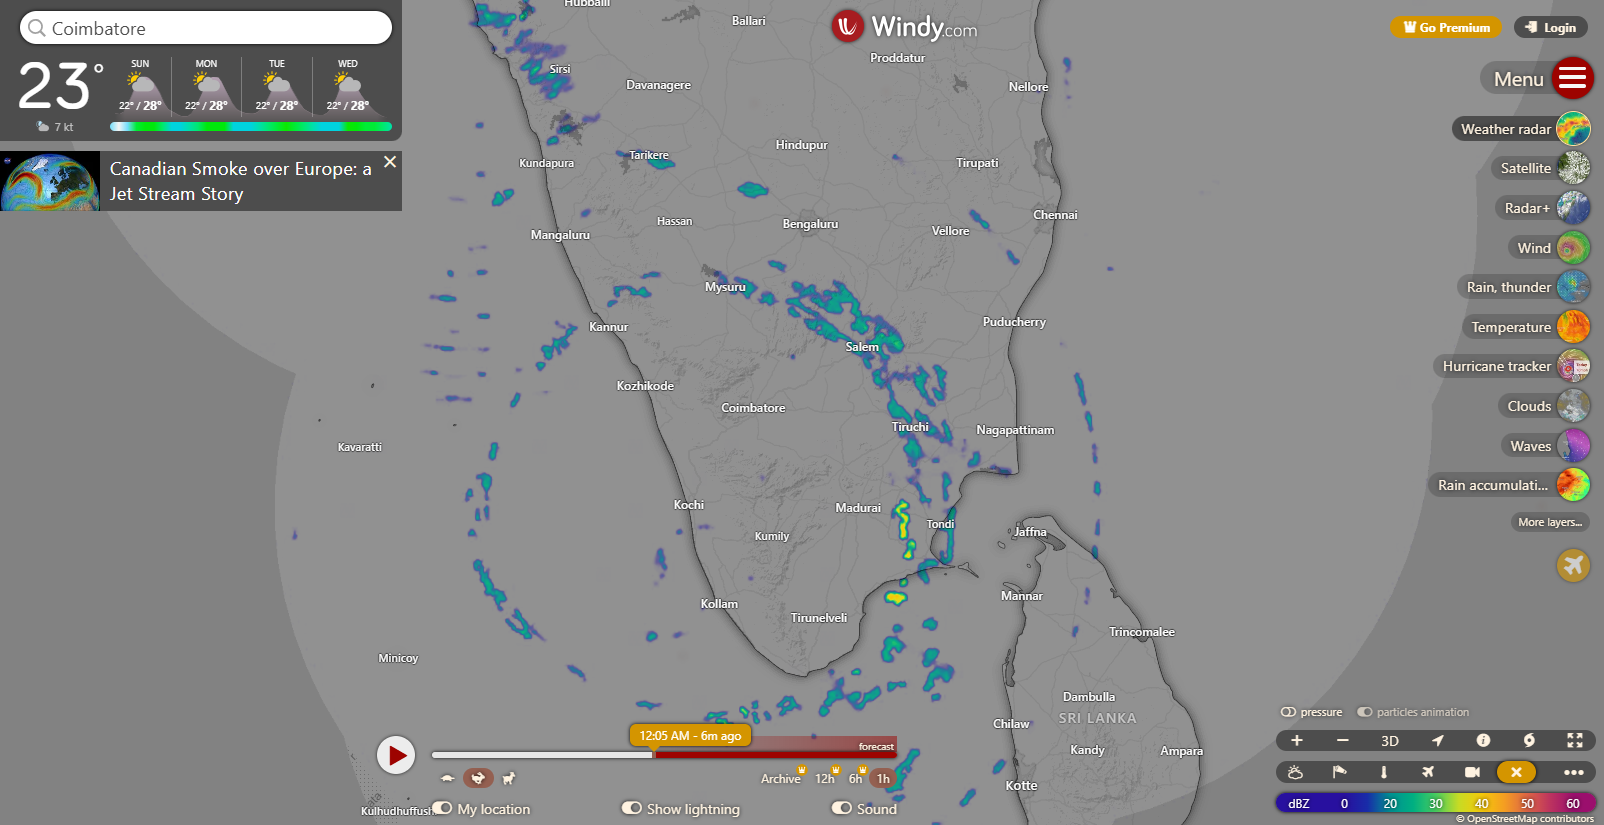 Coimbatore
23°
7 kt
SUN
22° / 28°
MON
22° / 28°
TUE
22° / 28°
WED
22° / 28°
Canadian Smoke over Europe: a
Jet Stream Story
Windy.com
Go Premium
Login
Menu
Weather radar
Satellite
Radar+
Wind
Rain, thunder
Temperature
Hurricane tracker
Clouds
Waves
Rain accumulati...
More layers...
Hubballi
Ballari
Proddatur
Sirsi
Davanagere
Nellore
Hindupur
Kundapura
Tarikere
Tirupati
Chennai
Hassan
Bengaluru
Vellore
Mangaluru
Mysuru
Puducherry
Kannur
Salem
Kozhikode
Coimbatore
Tiruchi
Nagapattinam
Kavaratti
Kochi
Madurai
Tondi
Jaffna
Kumily
Mannar
Kollam
Tirunelveli
Trincomalee
Minicoy
Dambulla
SRI LANKA
Chilaw
Kandy
Ampara
Kotte
Kulhudhuffushi
12:05 AM - 6m ago
forecast
Archive
12h
6h
1h
My location
Show lightning
Sound
pressure
particles animation
+
−
3D
dBZ 0 20 30 40 50 60
© OpenStreetMap contributors